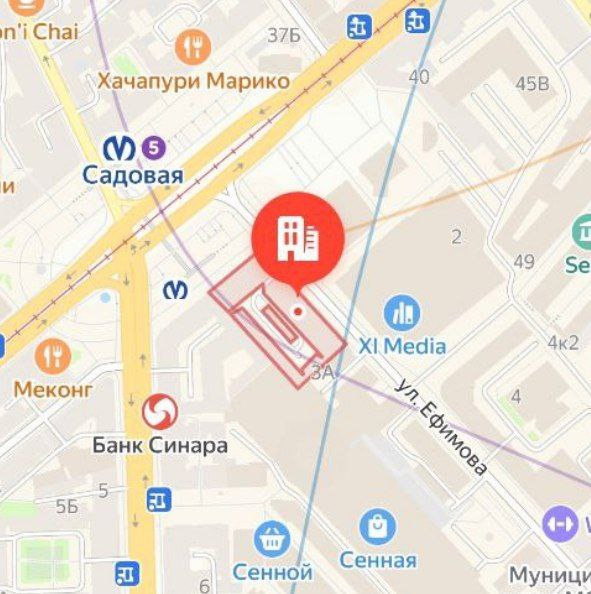 on'i Chai
37Б
Хачапури Марико
40
45В
5
Садовая
ии
2
49
Se
XI Media
4к2
3А
Меконг
ул. Ефимова
4
Банк Синара
5
5Б
Сенной
Сенная
6
Муници